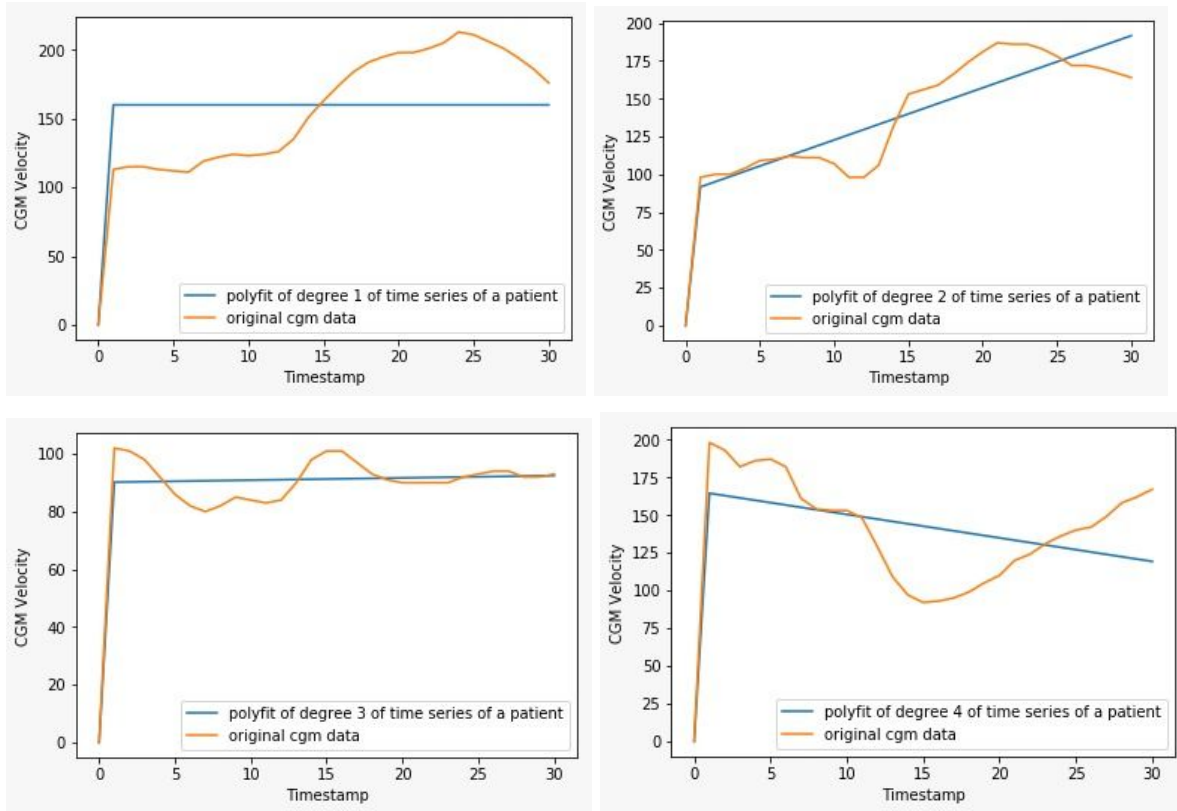 200
150
100
50
0
CGM Velocity
0 5 10 15 20 25 30
Timestamp
polyfit of degree 1 of time series of a patient
original cgm data
200
175
150
125
100
75
50
25
0
CGM Velocity
0 5 10 15 20 25 30
Timestamp
polyfit of degree 2 of time series of a patient
original cgm data
100
80
60
40
20
0
CGM Velocity
0 5 10 15 20 25 30
Timestamp
polyfit of degree 3 of time series of a patient
original cgm data
200
175
150
125
100
75
50
25
0
CGM Velocity
0 5 10 15 20 25 30
Timestamp
polyfit of degree 4 of time series of a patient
original cgm data